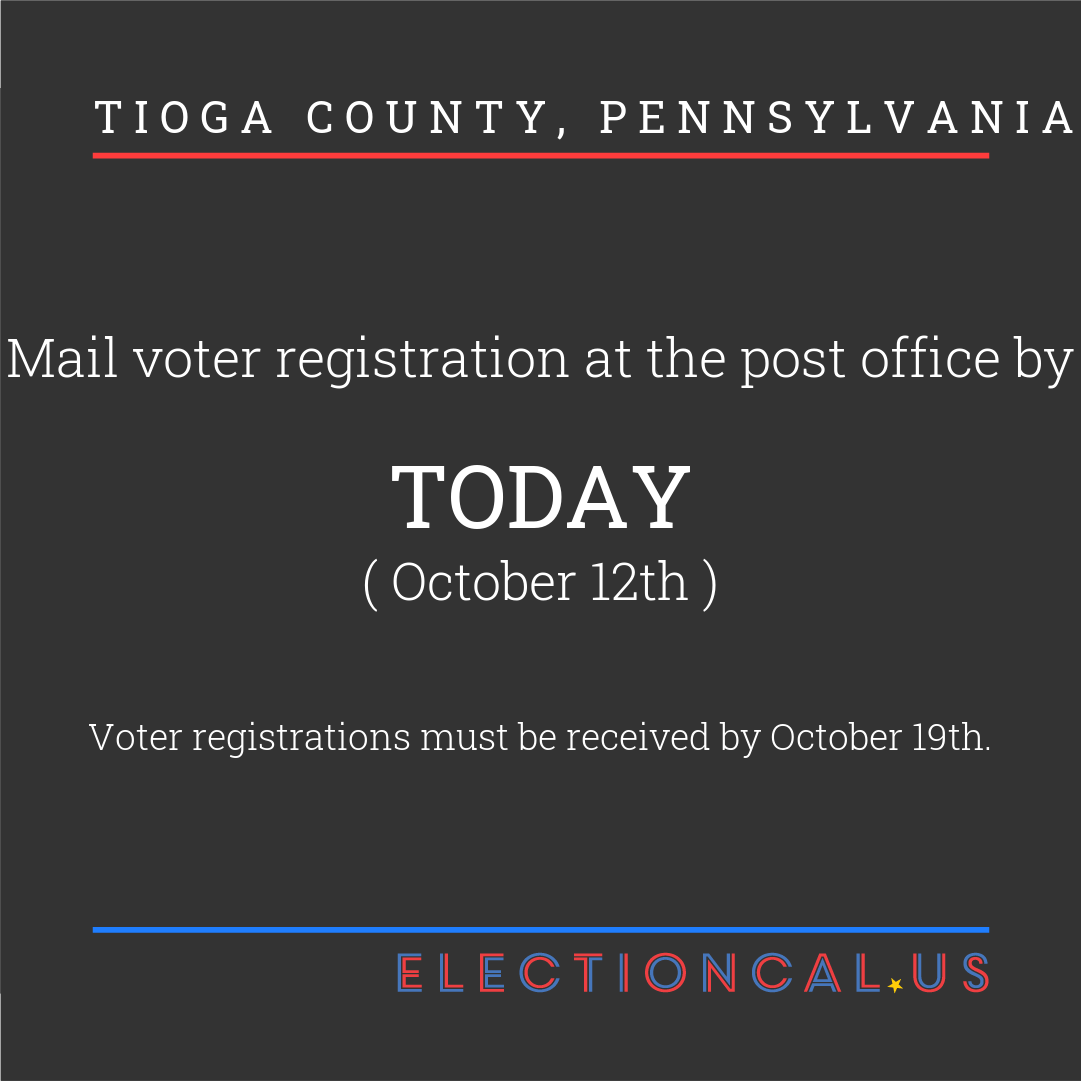 TIOGA COUNTY, PENNSYLVANIA
Mail voter registration at the post office by
TODAY
( October 12th )
Voter registrations must be received by October 19th.
ELECTIONCAL.US